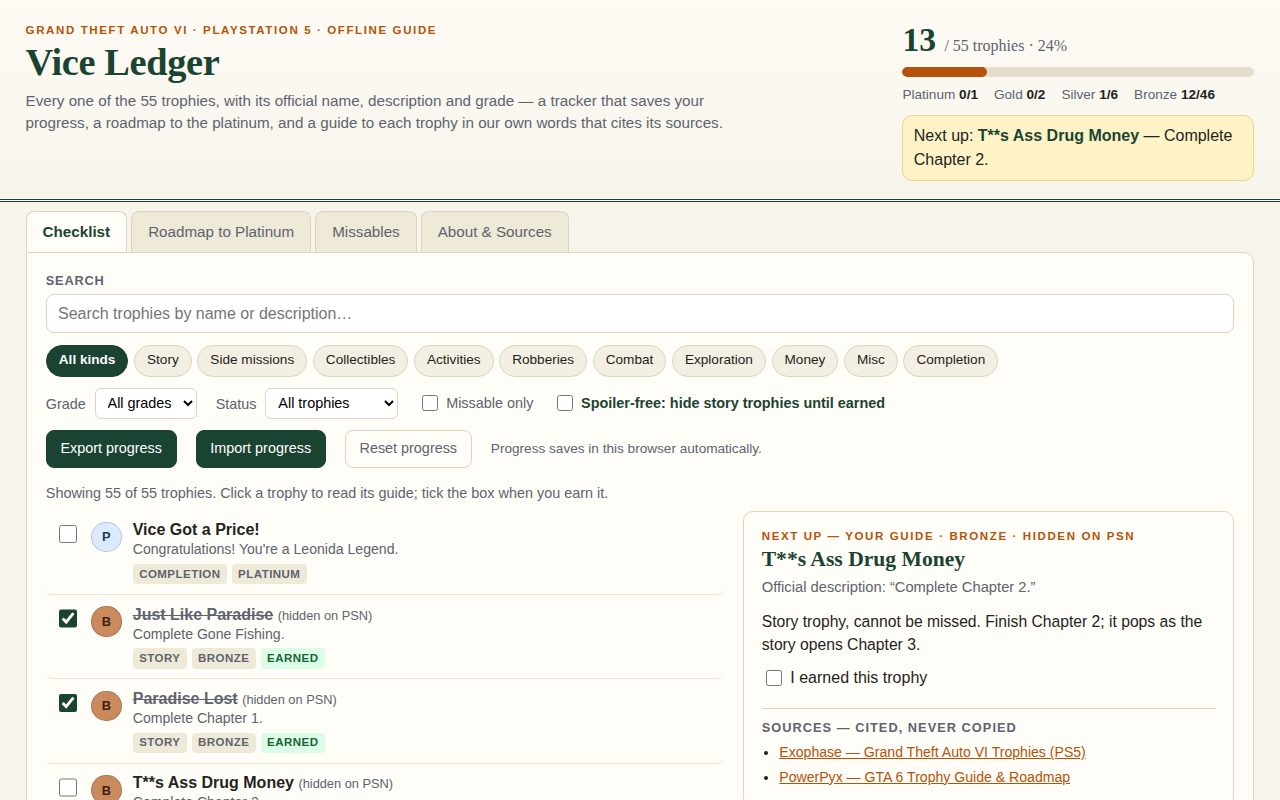 GRAND THEFT AUTO VI · PLAYSTATION 5 · OFFLINE GUIDE
Vice Ledger
Every one of the 55 trophies, with its official name, description and grade — a tracker that saves your
progress, a roadmap to the platinum, and a guide to each trophy in our own words that cites its sources.
13 / 55 trophies · 24%
Platinum 0/1 Gold 0/2 Silver 1/6 Bronze 12/46
Next up: T**s Ass Drug Money — Complete
Chapter 2.
Checklist Roadmap to Platinum Missables About & Sources
SEARCH
Search trophies by name or description…
All kinds Story Side missions Collectibles Activities Robberies Combat Exploration Money Misc Completion
Grade All grades Status All trophies Missable only Spoiler-free: hide story trophies until earned
Export progress Import progress Reset progress Progress saves in this browser automatically.
Showing 55 of 55 trophies. Click a trophy to read its guide; tick the box when you earn it.
P Vice Got a Price!
Congratulations! You're a Leonida Legend.
COMPLETION PLATINUM
B Just Like Paradise (hidden on PSN)
Complete Gone Fishing.
STORY BRONZE EARNED
B Paradise Lost (hidden on PSN)
Complete Chapter 1.
STORY BRONZE EARNED
B T**s Ass Drug Money (hidden on PSN)
Complete Chapter 2.
NEXT UP — YOUR GUIDE · BRONZE · HIDDEN ON PSN
T**s Ass Drug Money
Official description: “Complete Chapter 2.”
Story trophy, cannot be missed. Finish Chapter 2; it pops as the
story opens Chapter 3.
I earned this trophy
SOURCES — CITED, NEVER COPIED
• Exophase — Grand Theft Auto VI Trophies (PS5)
• PowerPyx — GTA 6 Trophy Guide & Roadmap